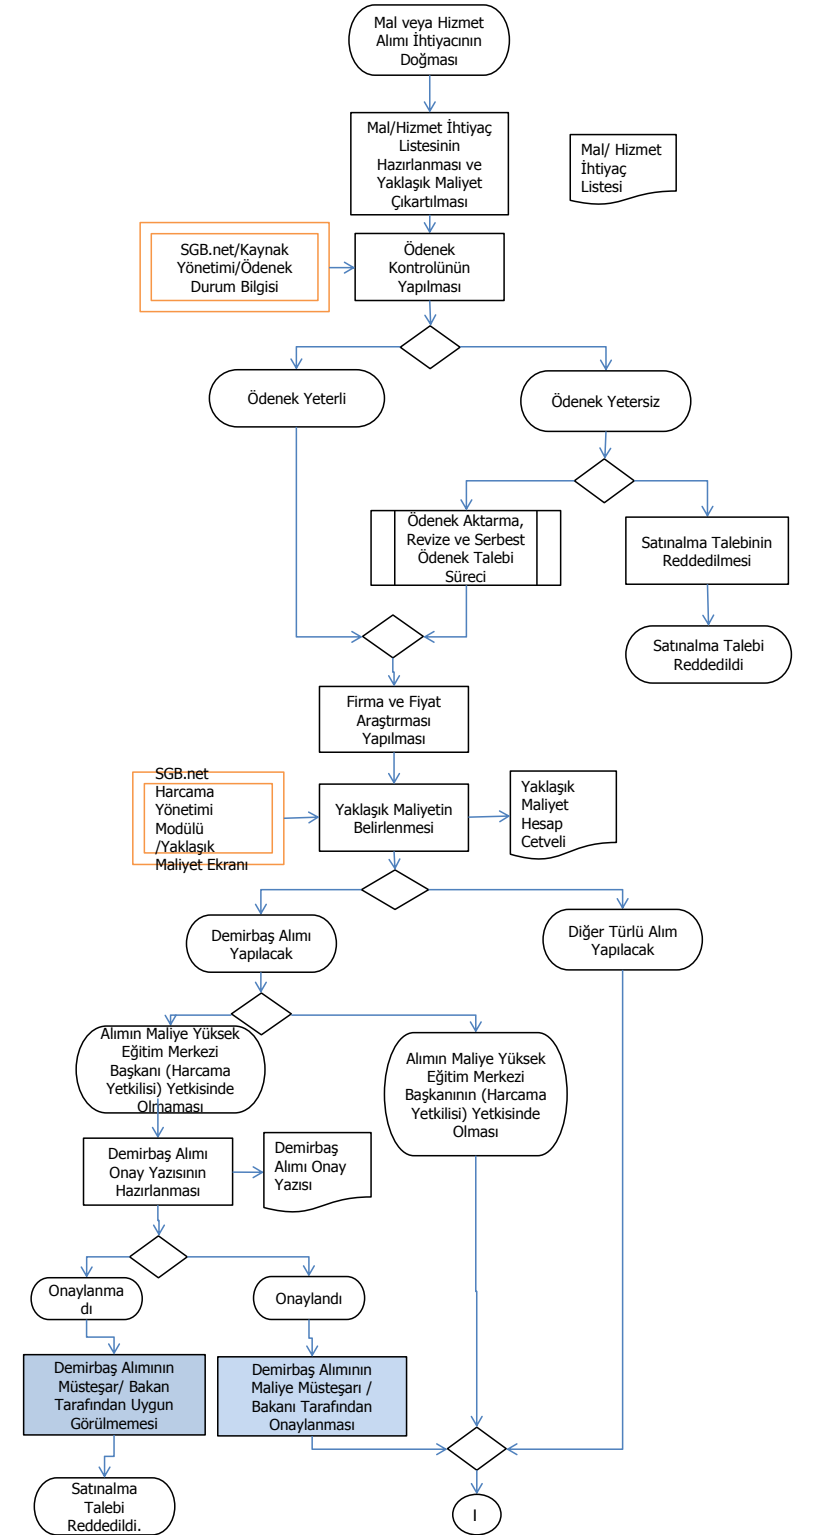 Mal veya Hizmet
Alımı İhtiyacının
Doğması
Mal/Hizmet İhtiyaç
Listesinin
Hazırlanması ve
Yaklaşık Maliyet
Çıkartılması
Mal/ Hizmet
İhtiyaç
Listesi
SGB.net/Kaynak
Yönetimi/Ödenek
Durum Bilgisi
Ödenek
Kontrolünün
Yapılması
Ödenek Yeterli
Ödenek Yetersiz
Ödenek Aktarma,
Revize ve Serbest
Ödenek Talebi
Süreci
Satınalma Talebinin
Reddedilmesi
Satınalma Talebi
Reddedildi
Firma ve Fiyat
Araştırması
Yapılması
SGB.net
Harcama
Yönetimi
Modülü
/Yaklaşık
Maliyet Ekranı
Yaklaşık Maliyetin
Belirlenmesi
Yaklaşık
Maliyet
Hesap
Cetveli
Demirbaş Alımı
Yapılacak
Diğer Türlü Alım
Yapılacak
Alımın Maliye Yüksek
Eğitim Merkezi
Başkanı (Harcama
Yetkilisi) Yetkisinde
Olmaması
Alımın Maliye Yüksek
Eğitim Merkezi
Başkanının (Harcama
Yetkilisi) Yetkisinde
Olması
Demirbaş Alımı
Onay Yazısının
Hazırlanması
Demirbaş
Alımı Onay
Yazısı
Onaylanma
dı
Onaylandı
Demirbaş Alımının
Müsteşar/ Bakan
Tarafından Uygun
Görülmemesi
Demirbaş Alımının
Maliye Müsteşarı /
Bakanı Tarafından
Onaylanması
Satınalma
Talebi
Reddedildi.
I